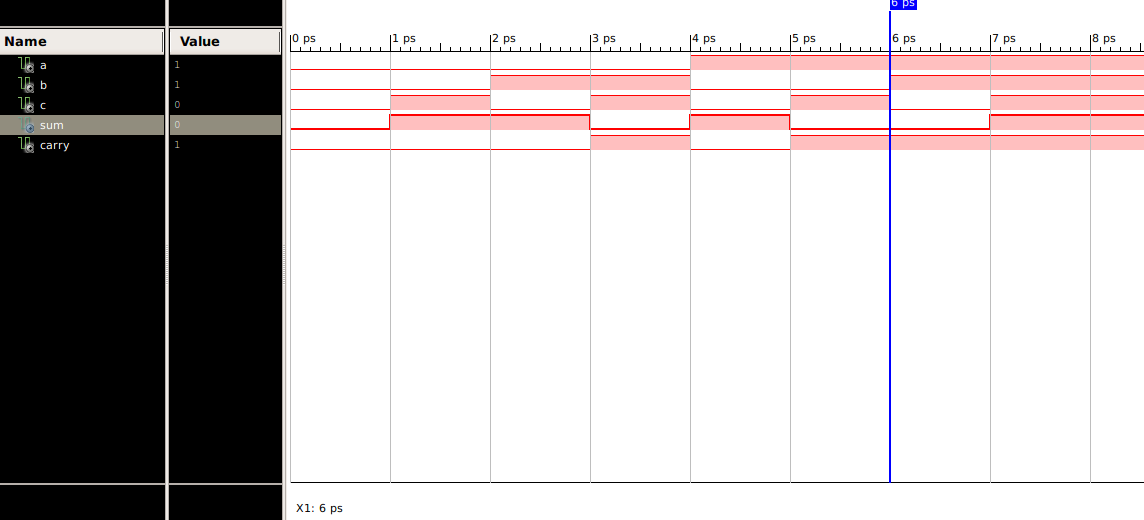 6 ps
Name Value
0 ps 1 ps 2 ps 3 ps 4 ps 5 ps 6 ps 7 ps 8 ps
a 1
b 1
c 0
sum 0
carry 1
X1: 6 ps